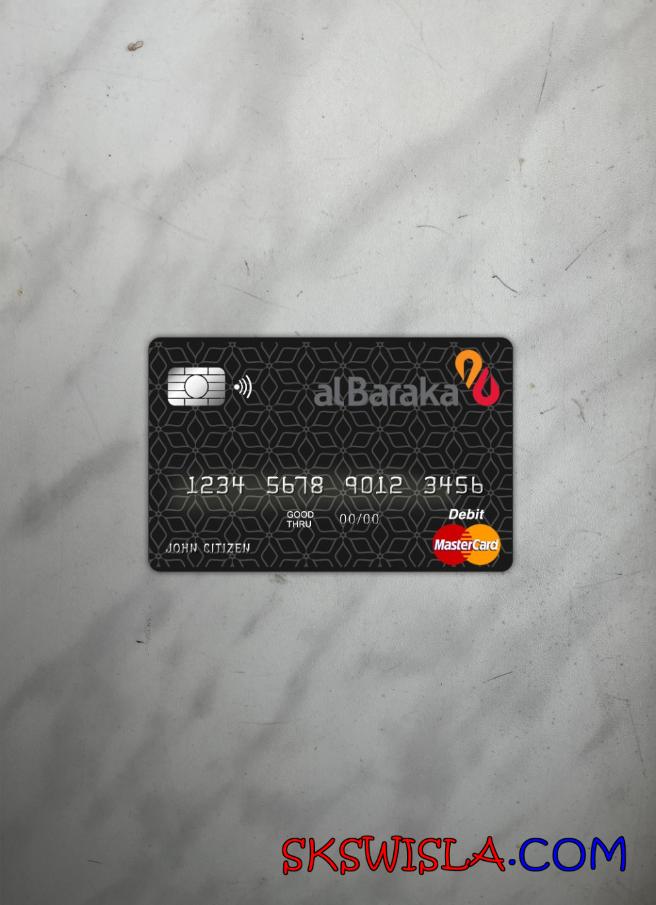 alBaraka
1234 5678 9012 3456
GOOD
THRU
00/00
Debit
JOHN CITIZEN
MasterCard
SKSWISLA.COM